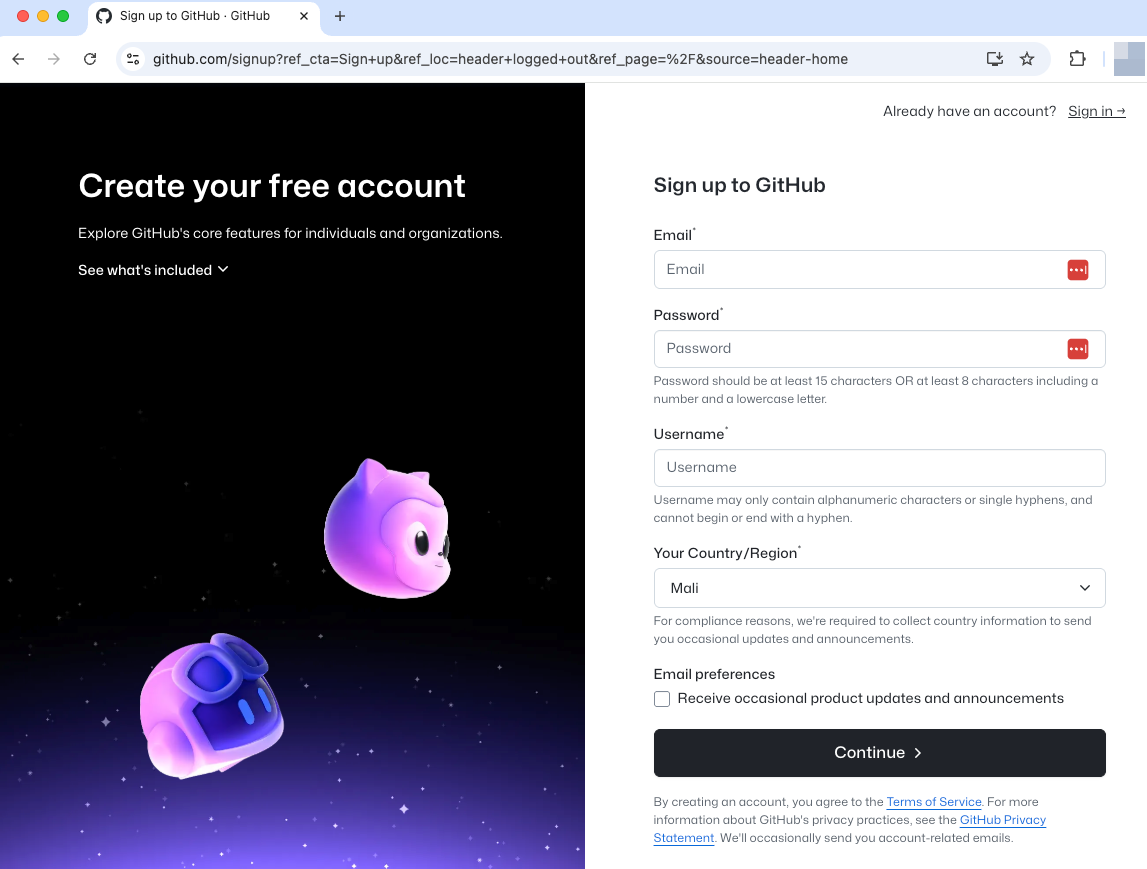 Sign up to GitHub · GitHub
github.com/signup?ref_cta=Sign+up&ref_loc=header+logged+out&ref_page=%2F&source=header-home
Already have an account? Sign in →
Create your free account
Explore GitHub's core features for individuals and organizations.
See what's included
Sign up to GitHub
Email*
Email
Password*
Password
Password should be at least 15 characters OR at least 8 characters including a
number and a lowercase letter.
Username*
Username
Username may only contain alphanumeric characters or single hyphens, and
cannot begin or end with a hyphen.
Your Country/Region*
Mali
For compliance reasons, we're required to collect country information to send
you occasional updates and announcements.
Email preferences
Receive occasional product updates and announcements
Continue
By creating an account, you agree to the Terms of Service. For more
information about GitHub's privacy practices, see the GitHub Privacy
Statement. We'll occasionally send you account-related emails.